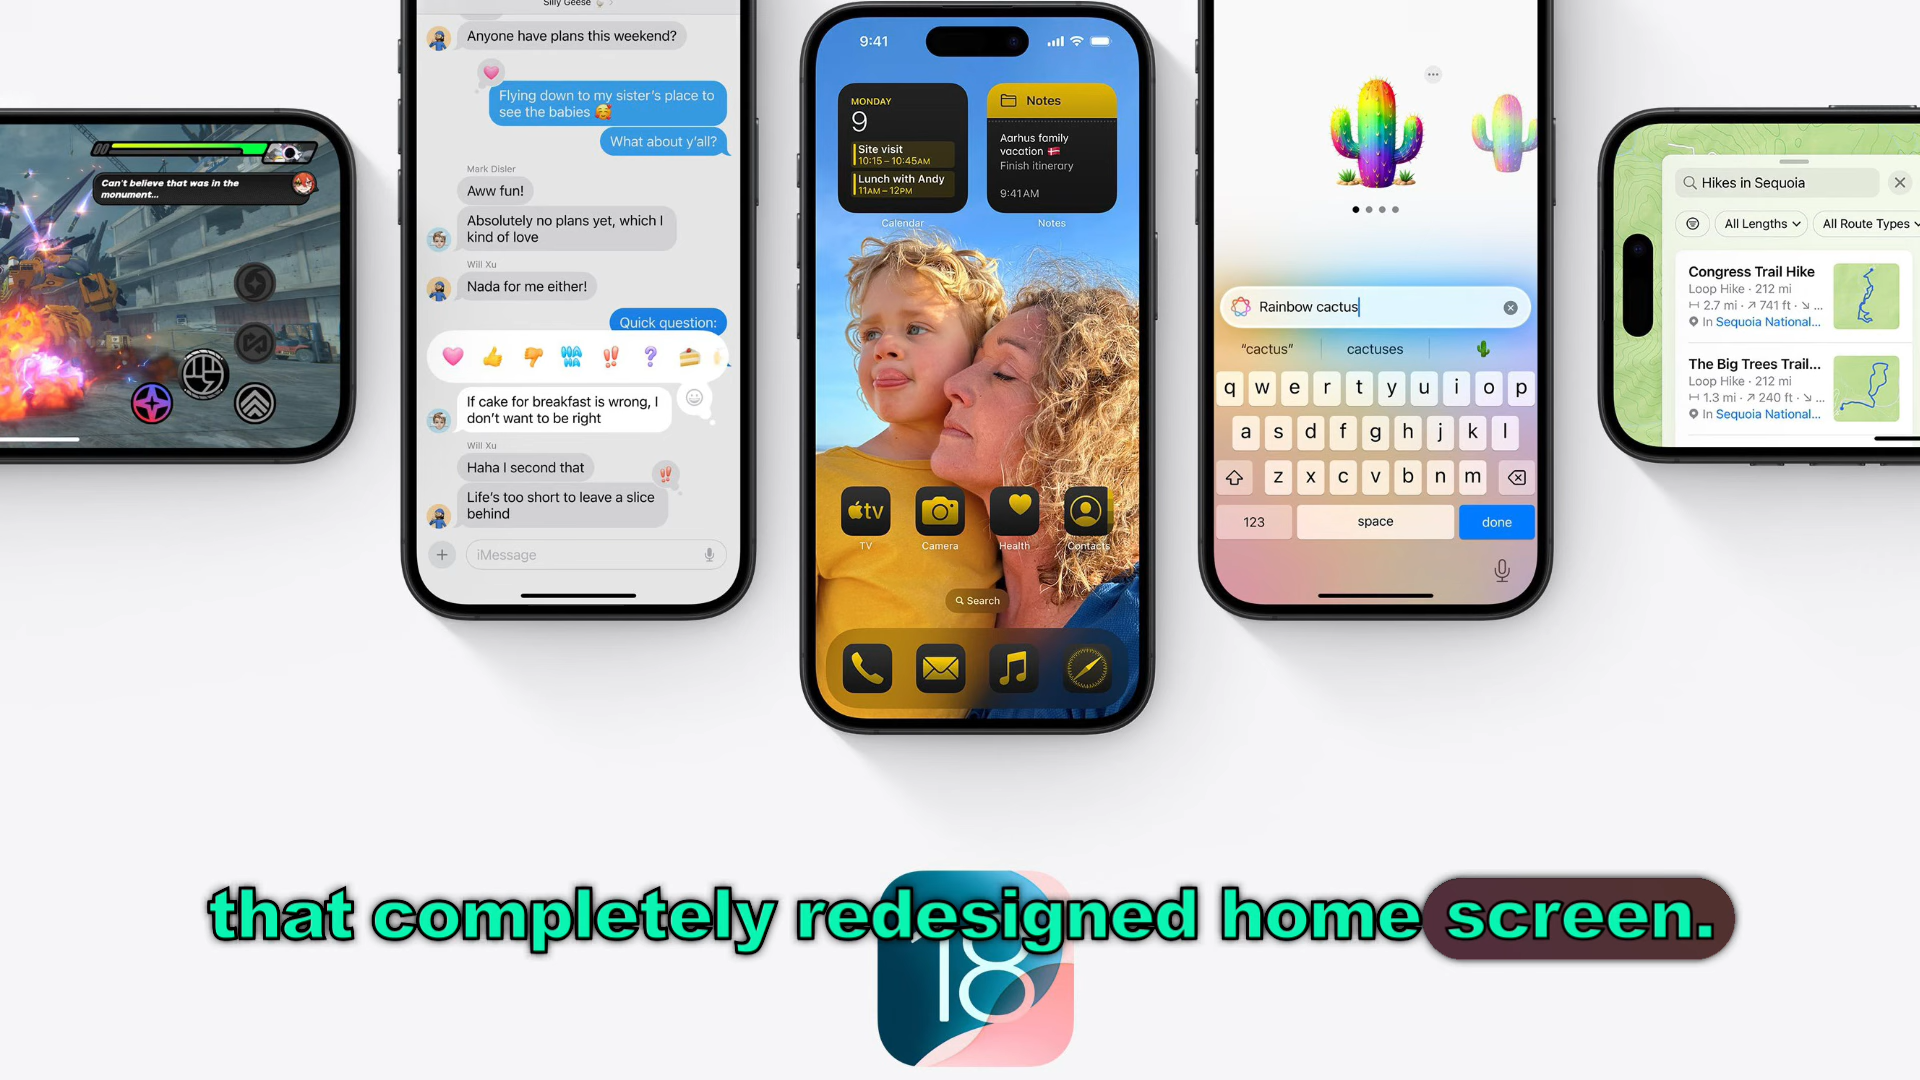 Silly Geese
Anyone have plans this weekend?
Flying down to my sister's place to
see the babies 🥰
What about y'all?
Mark Disler
Aww fun!
Absolutely no plans yet, which I
kind of love
Will Xu
Nada for me either!
Quick question:
HA HA
!!
?
If cake for breakfast is wrong, I
don't want to be right
Will Xu
Haha I second that
!!
Life's too short to leave a slice
behind
+
iMessage
Can't believe that was in the
monument...
9:41
MONDAY
9
Site visit
10:15 – 10:45AM
Lunch with Andy
11AM – 12PM
Calendar
Notes
Aarhus family
vacation 🇩🇰
Finish itinerary
9:41AM
Notes
tv
TV
Camera
Health
Contacts
Search
Rainbow cactus
"cactus"
cactuses
q w e r t y u i o p
a s d f g h j k l
z x c v b n m
123
space
done
Hikes in Sequoia
All Lengths
All Route Types
Congress Trail Hike
Loop Hike · 212 mi
2.7 mi · ↗ 741 ft · ↘ ...
In Sequoia National...
The Big Trees Trail...
Loop Hike · 212 mi
1.3 mi · ↗ 240 ft · ↘ ...
In Sequoia National...
that completely redesigned home screen.
18